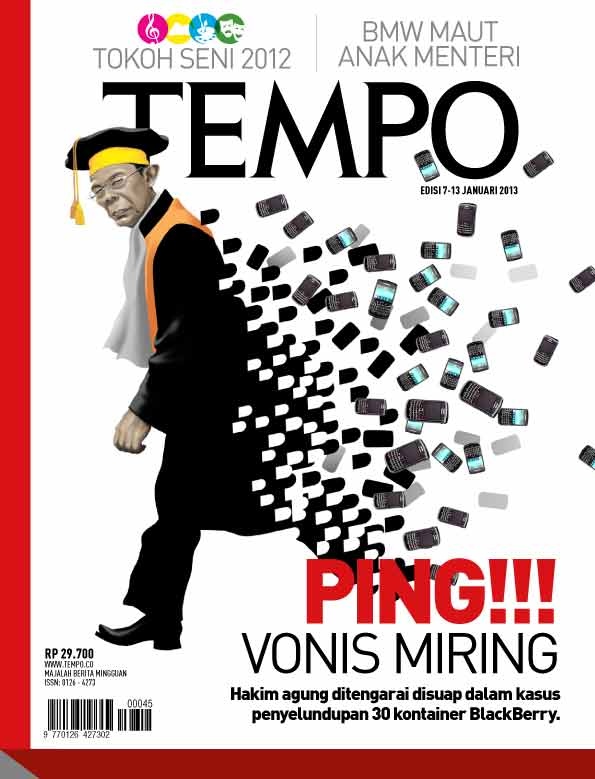 TOKOH SENI 2012
BMW MAUT
ANAK MENTERI
TEMPO
EDISI 7-13 JANUARI 2013
PING!!!
VONIS MIRING
Hakim agung ditengarai disuap dalam kasus
penyelundupan 30 kontainer BlackBerry.
RP 29.700
WWW.TEMPO.CO
MAJALAH BERITA MINGGUAN
ISSN: 0126 - 4273
00045
9 770126 427302